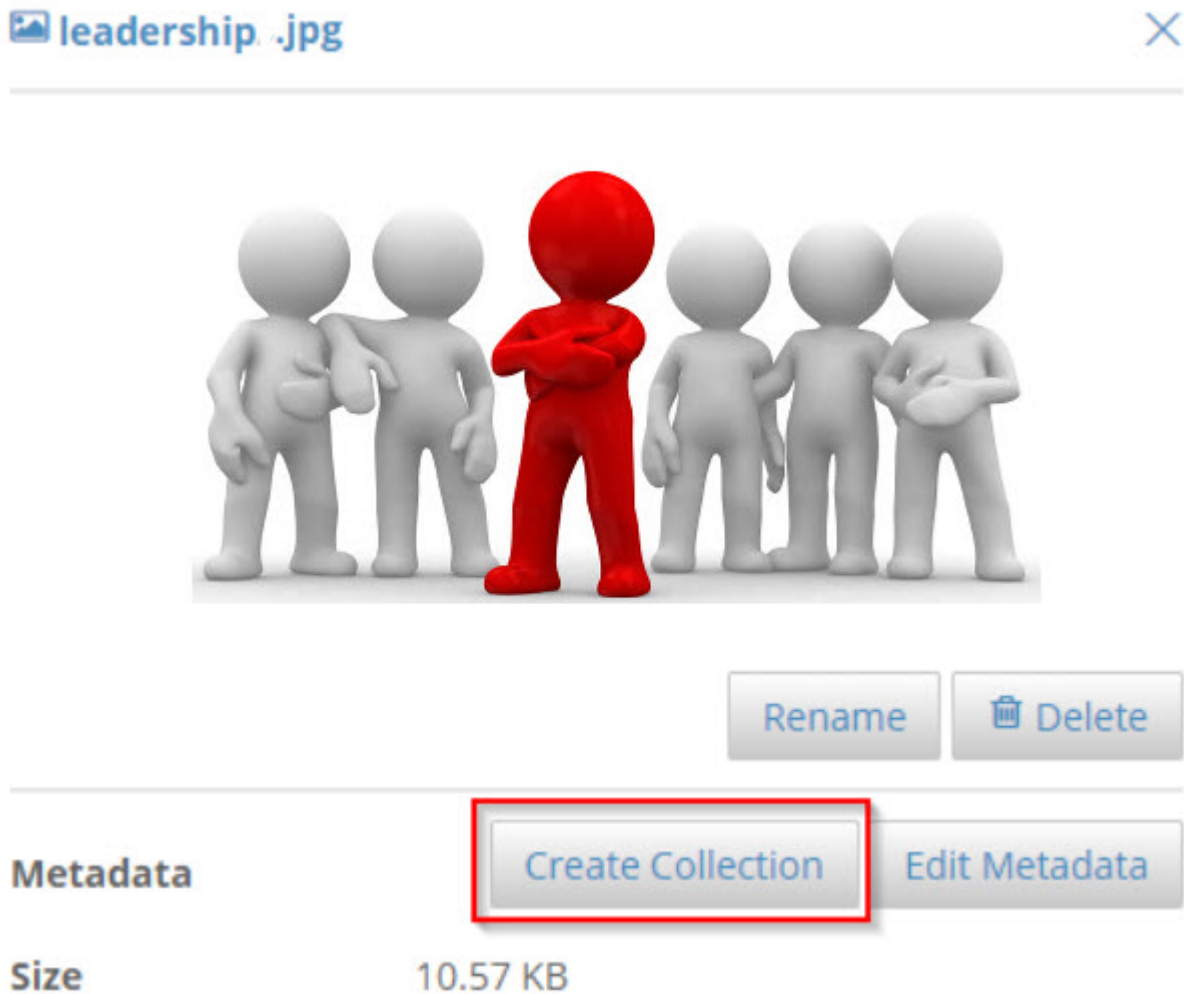 leadership .jpg
Rename Delete
Metadata Create Collection Edit Metadata
Size 10.57 KB